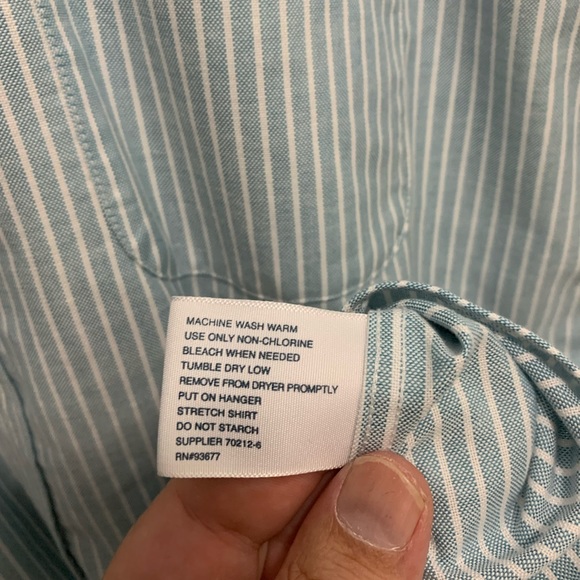 MACHINE WASH WARM
USE ONLY NON-CHLORINE
BLEACH WHEN NEEDED
TUMBLE DRY LOW
REMOVE FROM DRYER PROMPTLY
PUT ON HANGER
STRETCH SHIRT
DO NOT STARCH
SUPPLIER 70212-6
RN#93677